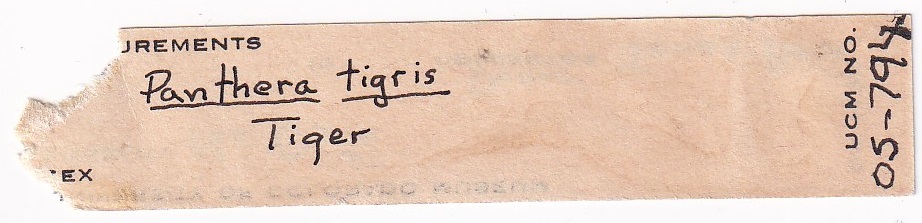 UREMENTS
Panthera tigris
Tiger
EX
UCM NO.
05-794